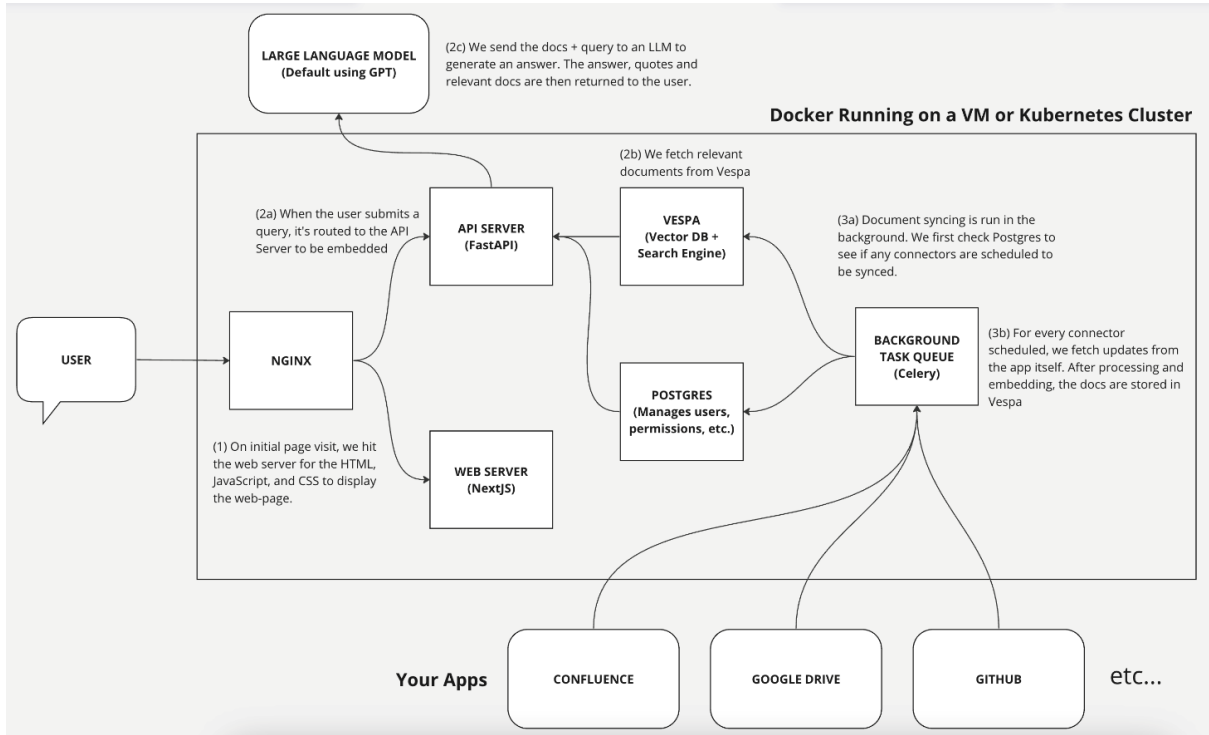 LARGE LANGUAGE MODEL
(Default using GPT)
(2c) We send the docs + query to an LLM to
generate an answer. The answer, quotes and
relevant docs are then returned to the user.
Docker Running on a VM or Kubernetes Cluster
(2b) We fetch relevant
documents from Vespa
(2a) When the user submits a
query, it's routed to the API
Server to be embedded
API SERVER
(FastAPI)
VESPA
(Vector DB +
Search Engine)
(3a) Document syncing is run in the
background. We first check Postgres to
see if any connectors are scheduled to
be synced.
USER
NGINX
BACKGROUND
TASK QUEUE
(Celery)
(3b) For every connector
scheduled, we fetch updates from
the app itself. After processing and
embedding, the docs are stored in
Vespa
POSTGRES
(Manages users,
permissions, etc.)
(1) On initial page visit, we hit
the web server for the HTML,
JavaScript, and CSS to display
the web-page.
WEB SERVER
(NextJS)
Your Apps
CONFLUENCE
GOOGLE DRIVE
GITHUB
etc...